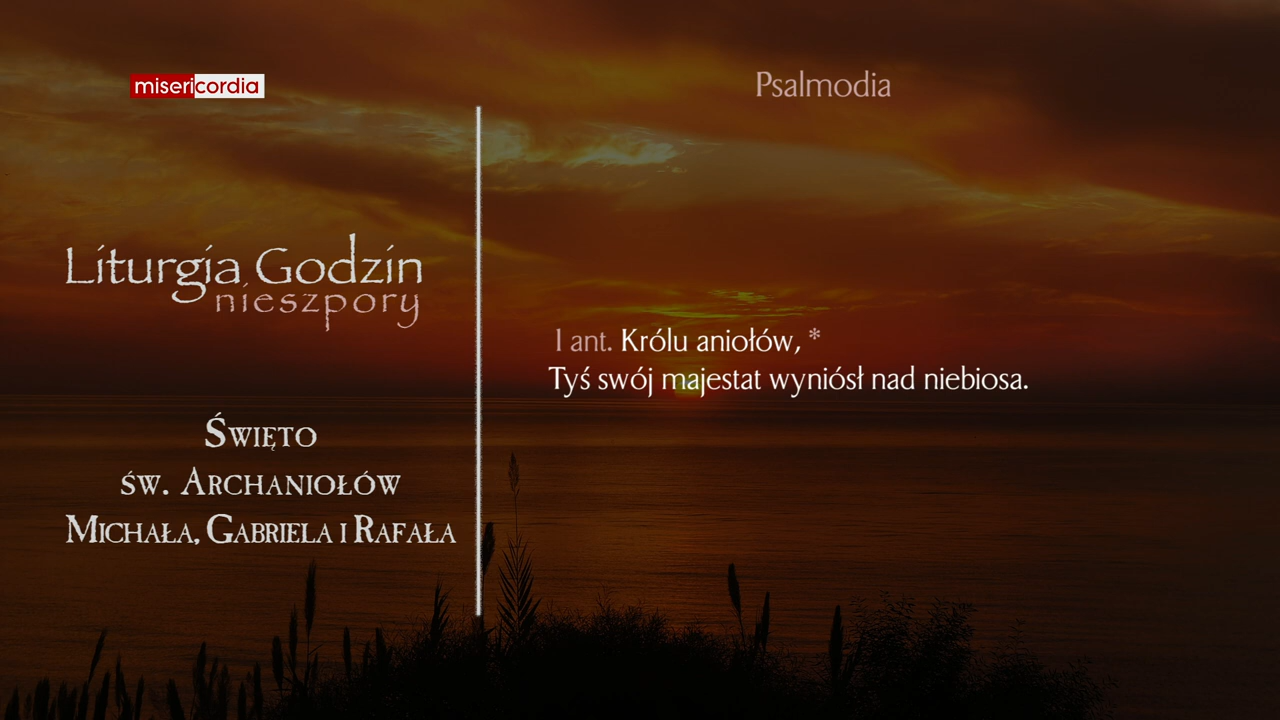 misericordia
Psalmodia
Liturgia Godzin
nieszpory
1 ant. Królu aniołów, *
Tyś swój majestat wyniósł nad niebiosa.
Święto
św. Archaniołów
Michała, Gabriela i Rafała